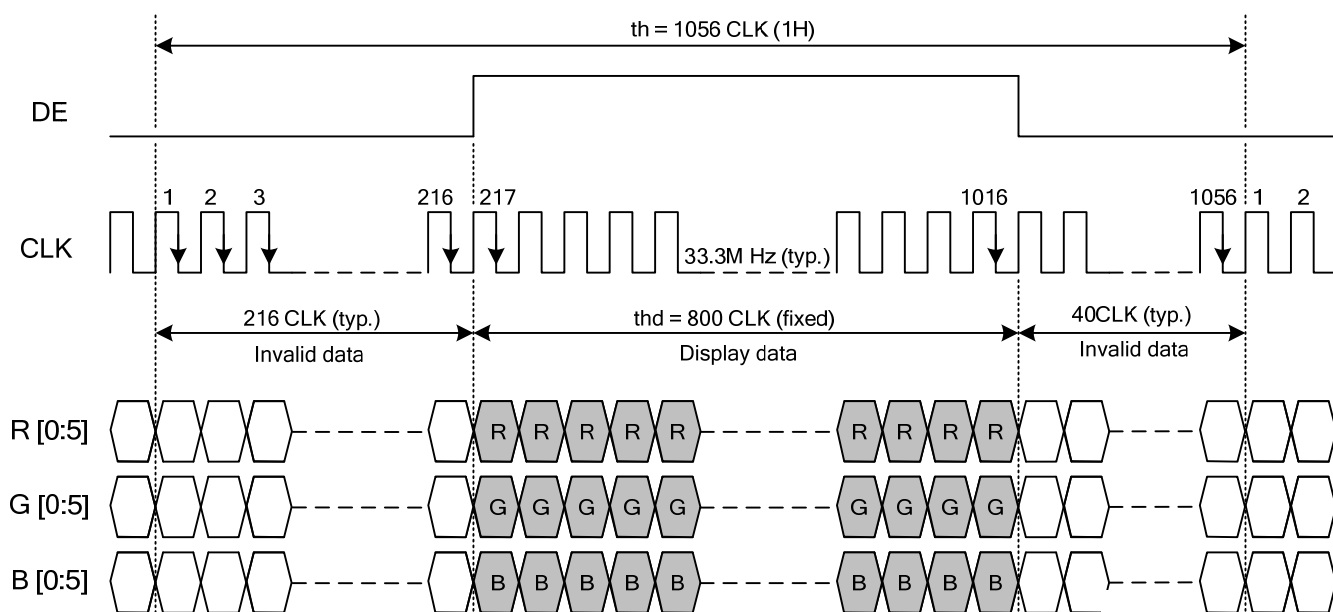 th = 1056 CLK (1H)
DE
1 2 3 216 217 1016 1056 1 2
CLK
33.3M Hz (typ.)
216 CLK (typ.) thd = 800 CLK (fixed) 40CLK (typ.)
Invalid data Display data Invalid data
R [0:5] R R R R R R R R R
G [0:5] G G G G G G G G G
B [0:5] B B B B B B B B B